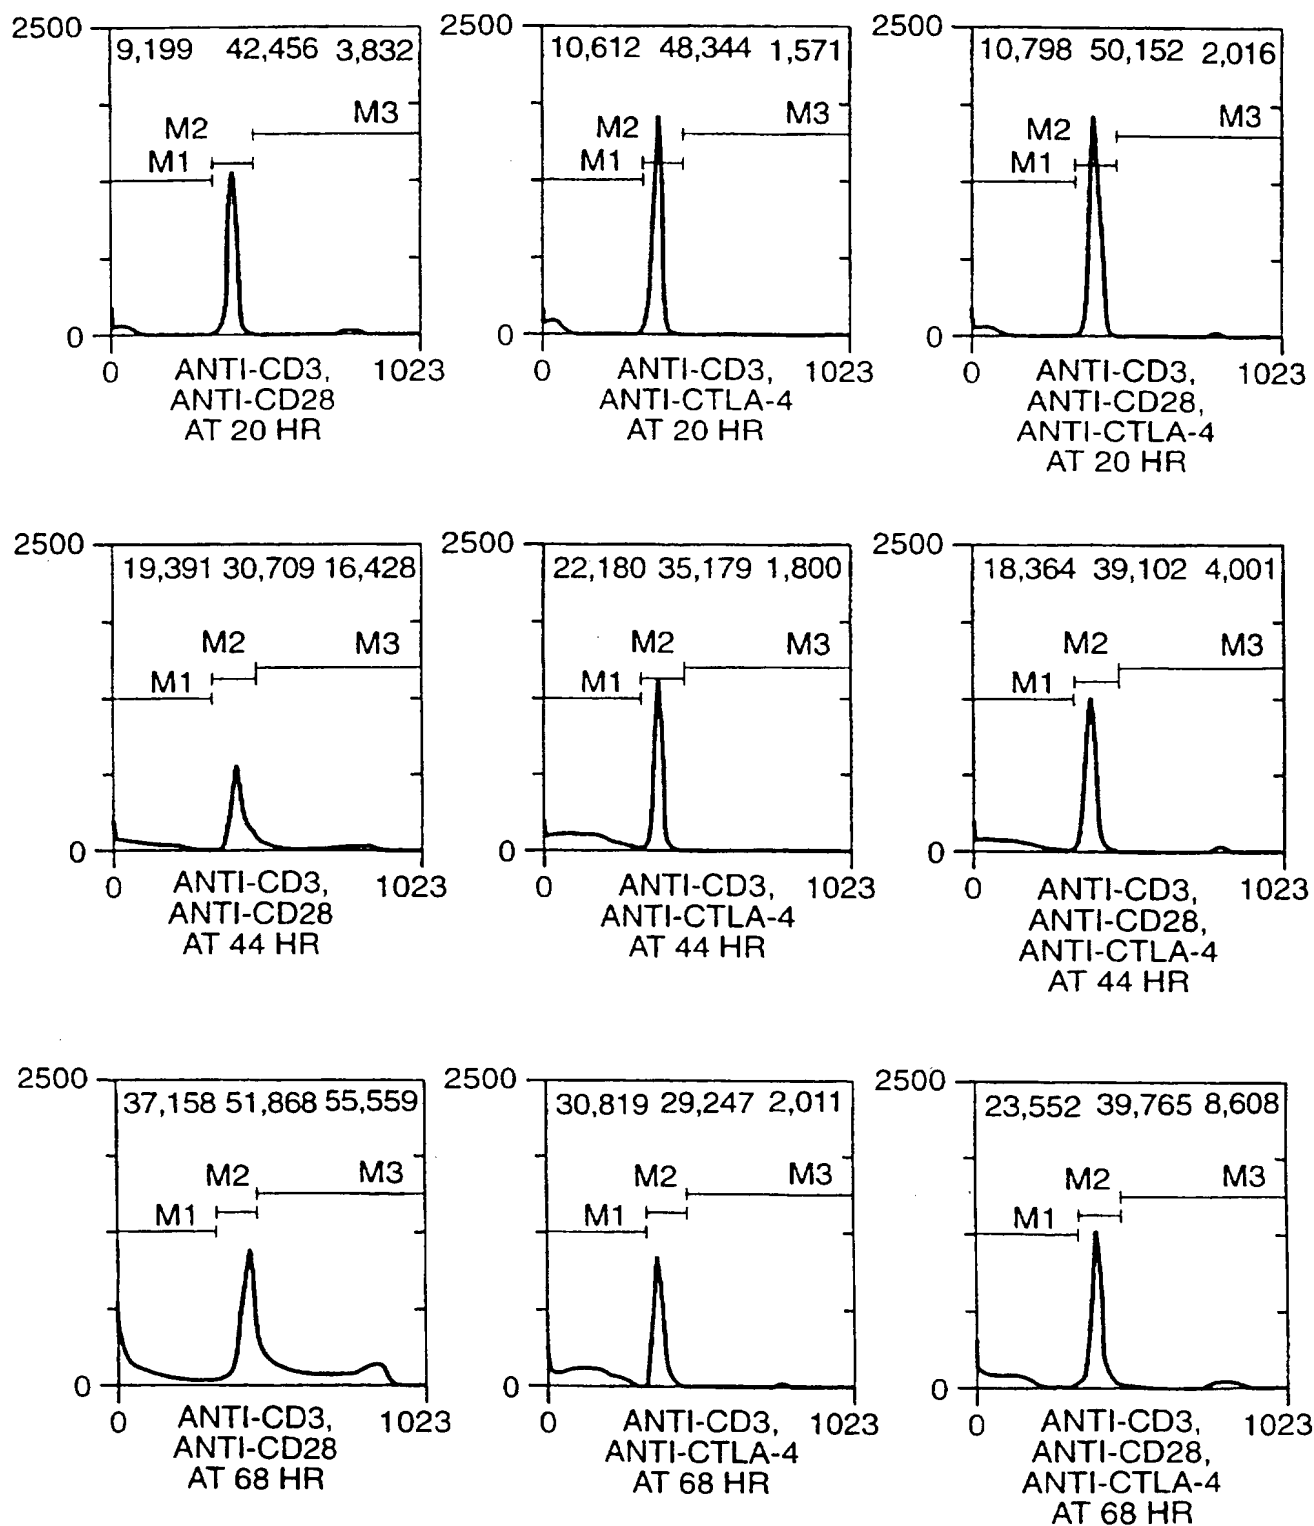 2500
9,199 42,456 3,832
M3
M2
M1
0
0 1023
ANTI-CD3,
ANTI-CD28
AT 20 HR
2500
10,612 48,344 1,571
M3
M2
M1
0
0 1023
ANTI-CD3,
ANTI-CTLA-4
AT 20 HR
2500
10,798 50,152 2,016
M3
M2
M1
0
0 1023
ANTI-CD3,
ANTI-CD28,
ANTI-CTLA-4
AT 20 HR
2500
19,391 30,709 16,428
M2 M3
M1
0
0 1023
ANTI-CD3,
ANTI-CD28
AT 44 HR
2500
22,180 35,179 1,800
M2 M3
M1
0
0 1023
ANTI-CD3,
ANTI-CTLA-4
AT 44 HR
2500
18,364 39,102 4,001
M2 M3
M1
0
0 1023
ANTI-CD3,
ANTI-CD28,
ANTI-CTLA-4
AT 44 HR
2500
37,158 51,868 55,559
M2 M3
M1
0
0 1023
ANTI-CD3,
ANTI-CD28
AT 68 HR
2500
30,819 29,247 2,011
M2 M3
M1
0
0 1023
ANTI-CD3,
ANTI-CTLA-4
AT 68 HR
2500
23,552 39,765 8,608
M2 M3
M1
0
0 1023
ANTI-CD3,
ANTI-CD28,
ANTI-CTLA-4
AT 68 HR